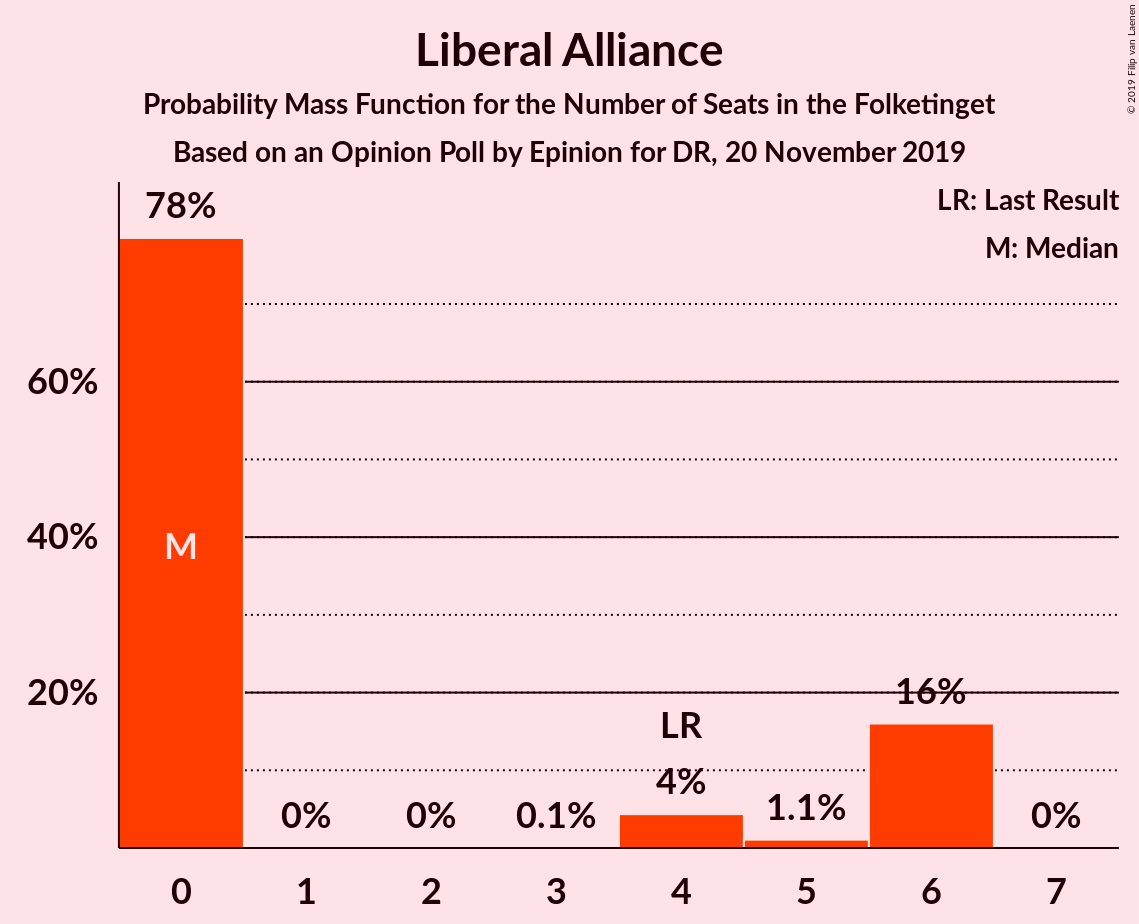 Liberal Alliance
Probability Mass Function for the Number of Seats in the Folketinget
Based on an Opinion Poll by Epinion for DR, 20 November 2019
© 2019 Filip van Laenen
LR: Last Result
M: Median
78%
60%
40%
20%
M
0%
0%
0.1%
LR
4%
1.1%
16%
0%
0
1
2
3
4
5
6
7